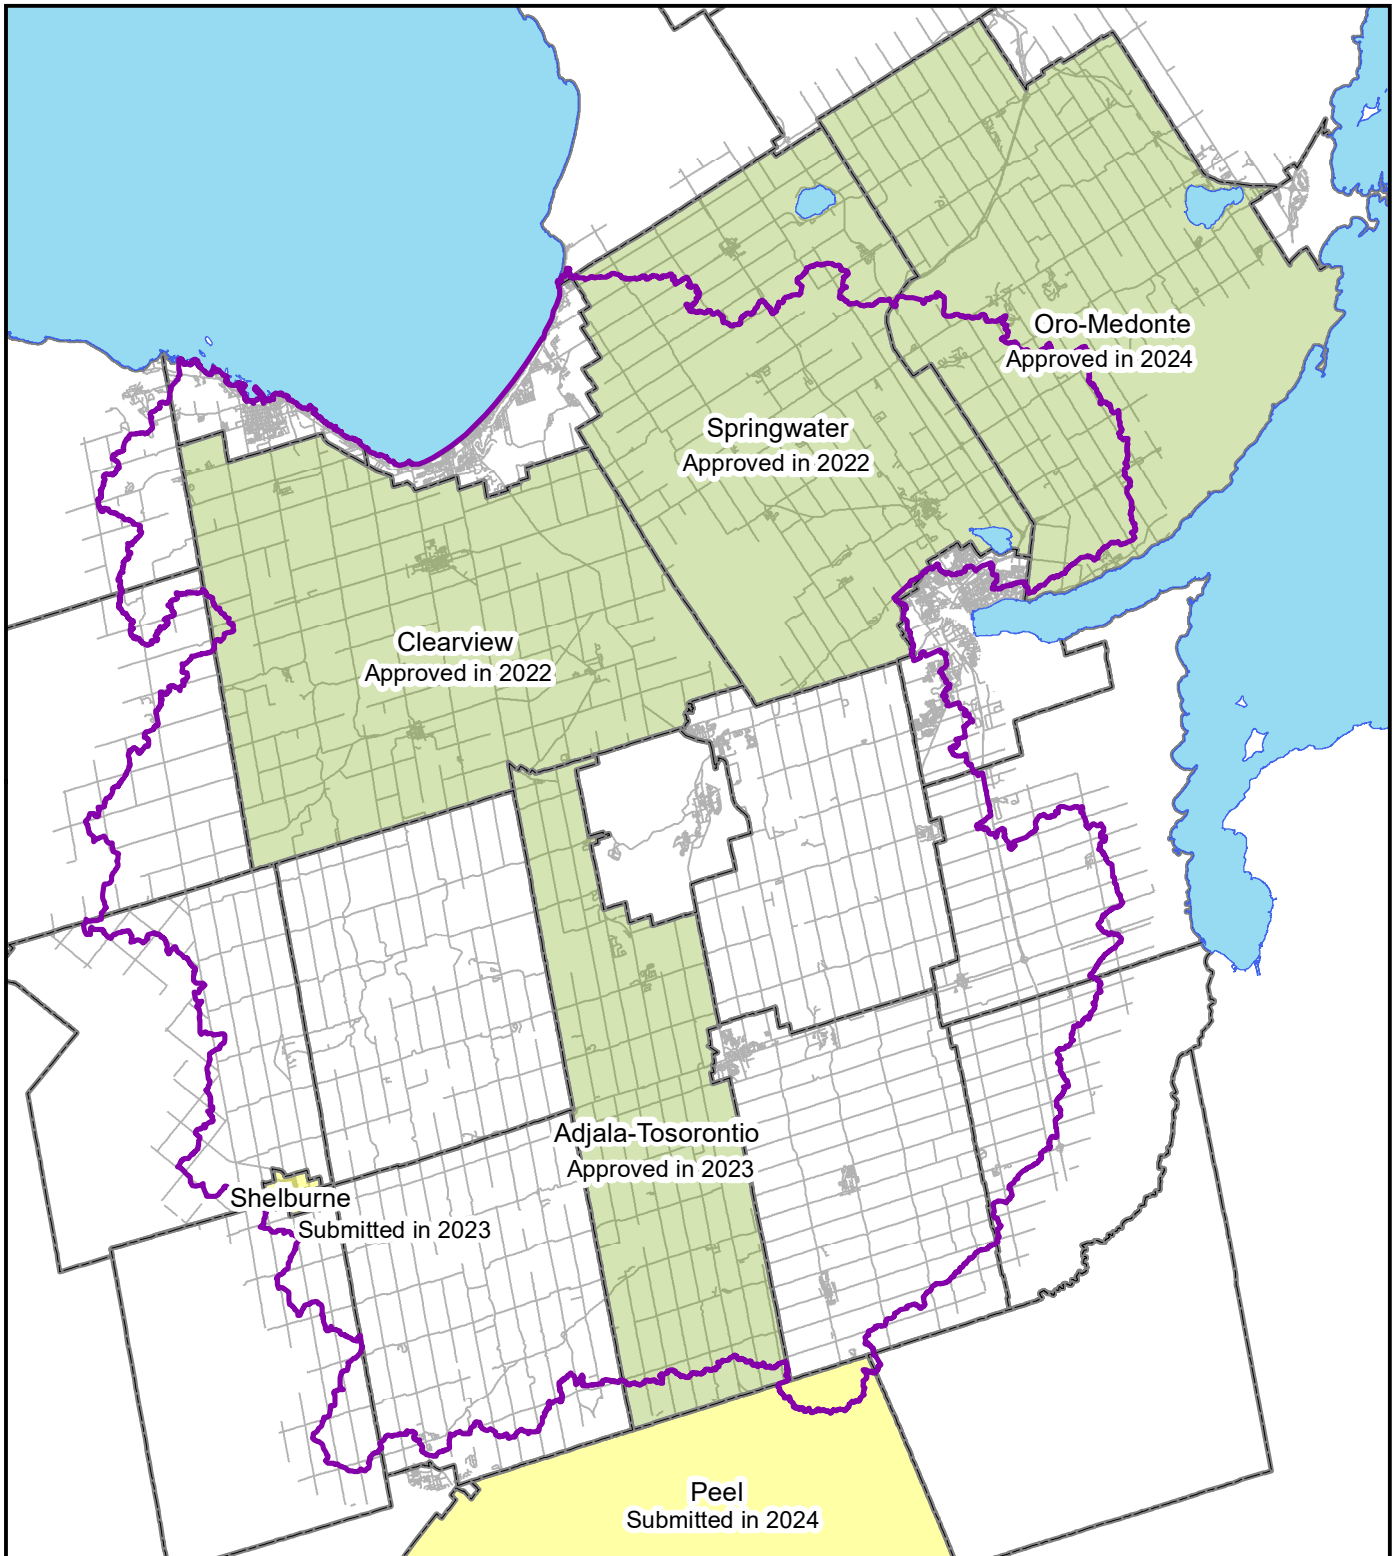 Oro-Medonte
Approved in 2024
Springwater
Approved in 2022
Clearview
Approved in 2022
Adjala-Tosorontio
Approved in 2023
Shelburne
Submitted in 2023
Peel
Submitted in 2024